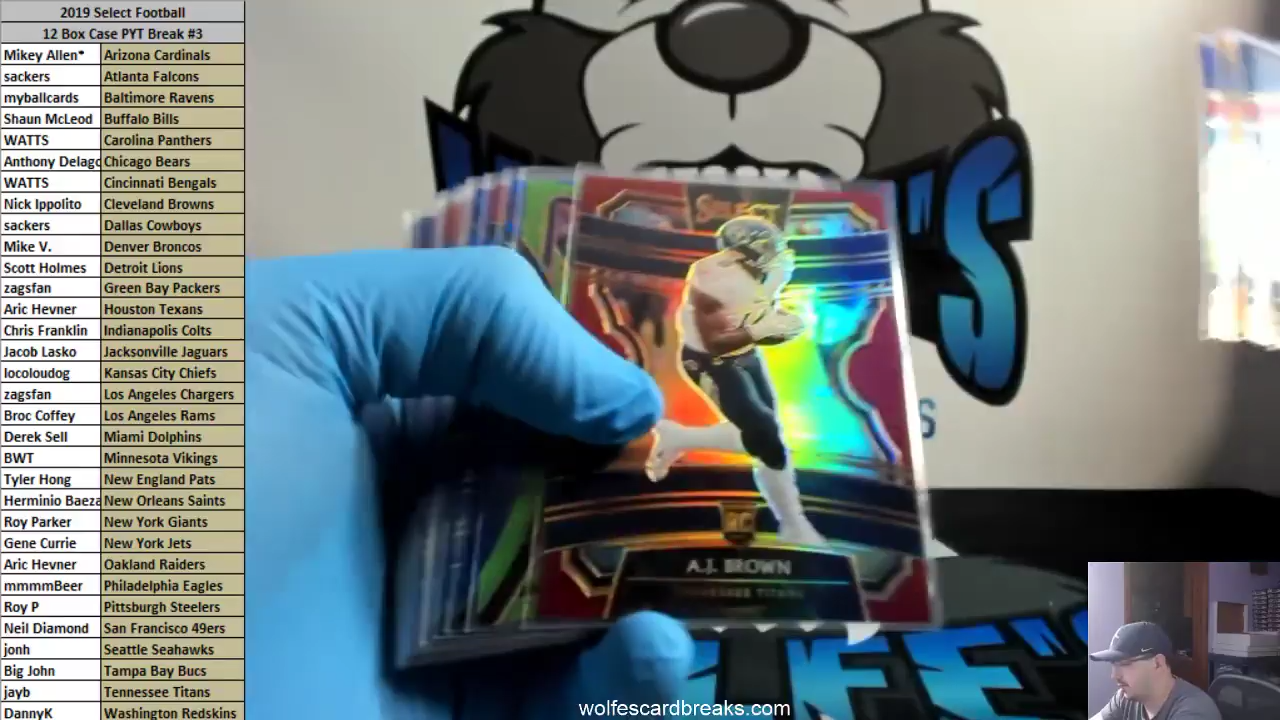 2019 Select Football
12 Box Case PYT Break #3
Mikey Allen* Arizona Cardinals
sackers Atlanta Falcons
myballcards Baltimore Ravens
Shaun McLeod Buffalo Bills
WATTS Carolina Panthers
Anthony Delago Chicago Bears
WATTS Cincinnati Bengals
Nick Ippolito Cleveland Browns
sackers Dallas Cowboys
Mike V. Denver Broncos
Scott Holmes Detroit Lions
zagsfan Green Bay Packers
Aric Hevner Houston Texans
Chris Franklin Indianapolis Colts
Jacob Lasko Jacksonville Jaguars
locoloudog Kansas City Chiefs
zagsfan Los Angeles Chargers
Broc Coffey Los Angeles Rams
Derek Sell Miami Dolphins
BWT Minnesota Vikings
Tyler Hong New England Pats
Herminio Baeza New Orleans Saints
Roy Parker New York Giants
Gene Currie New York Jets
Aric Hevner Oakland Raiders
mmmmBeer Philadelphia Eagles
Roy P Pittsburgh Steelers
Neil Diamond San Francisco 49ers
jonh Seattle Seahawks
Big John Tampa Bay Bucs
jayb Tennessee Titans
DannyK Washington Redskins
SELECT
RC
A.J. BROWN
TENNESSEE TITANS
wolfescardbreaks.com